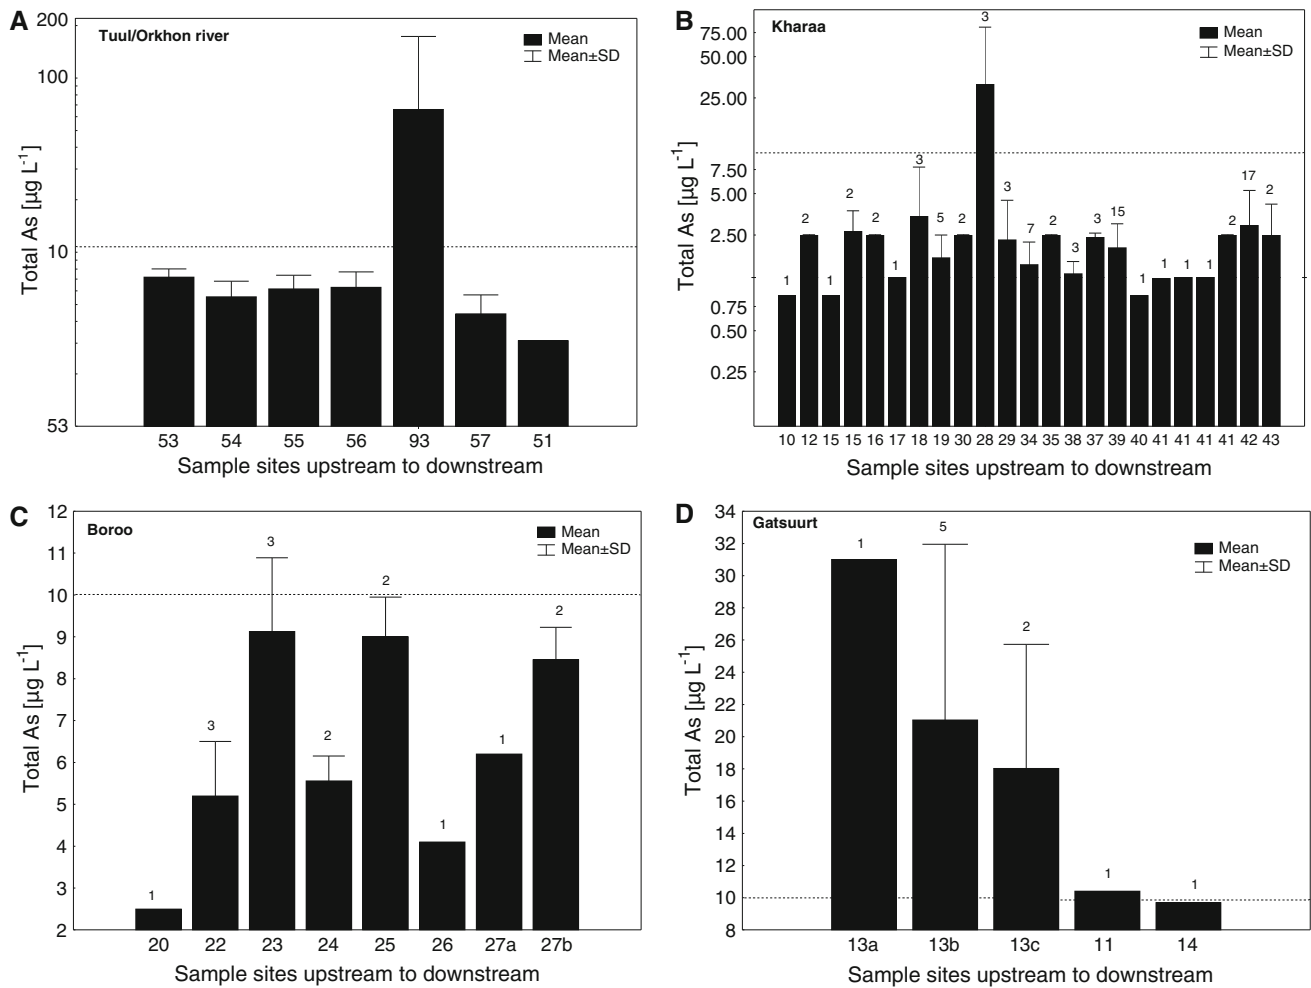 A
Tuul/Orkhon river
Mean
Mean±SD
200
100
10
53
Total As [µg L-1]
53 54 55 56 93 57 51
Sample sites upstream to downstream
B
Kharaa
Mean
Mean±SD
75.00
50.00
25.00
7.50
5.00
2.50
0.75
0.50
0.25
Total As [µg L-1]
1 2 1 2 2 1 3 5 2 3 3 7 2 3 3 15 1 1 1 1 2 17 2
10 12 15 15 16 17 18 19 30 28 29 34 35 38 37 39 40 41 41 41 41 42 43
Sample sites upstream to downstream
C
Boroo
Mean
Mean±SD
12
11
10
9
8
7
6
5
4
3
2
Total As [µg L-1]
1 3 3 2 2 1 1 2
20 22 23 24 25 26 27a 27b
Sample sites upstream to downstream
D
Gatsuurt
Mean
Mean±SD
34
32
30
28
26
24
22
20
18
16
14
12
10
8
Total As [µg L-1]
1 5 2 1 1
13a 13b 13c 11 14
Sample sites upstream to downstream